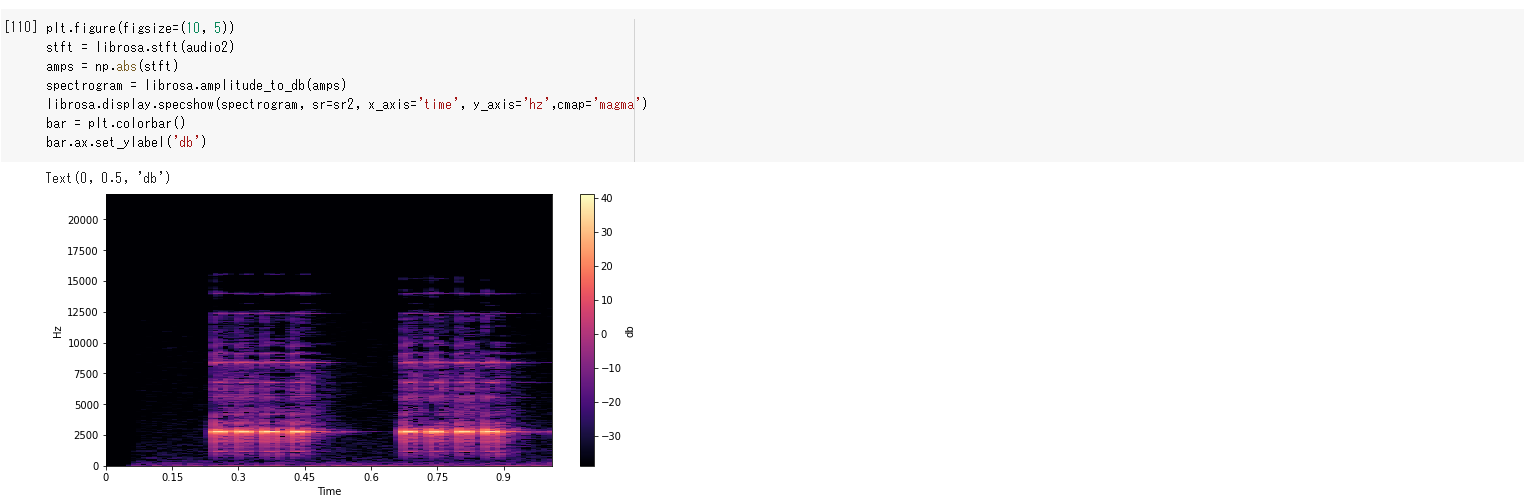 [110] plt.figure(figsize=(10, 5))
stft = librosa.stft(audio2)
amps = np.abs(stft)
spectrogram = librosa.amplitude_to_db(amps)
librosa.display.specshow(spectrogram, sr=sr2, x_axis='time', y_axis='hz',cmap='magma')
bar = plt.colorbar()
bar.ax.set_ylabel('db')
Text(0, 0.5, 'db')
20000
17500
15000
12500
10000
7500
5000
2500
0
Hz
0 0.15 0.3 0.45 0.6 0.75 0.9
Time
40
30
20
10
0
−10
−20
−30
db